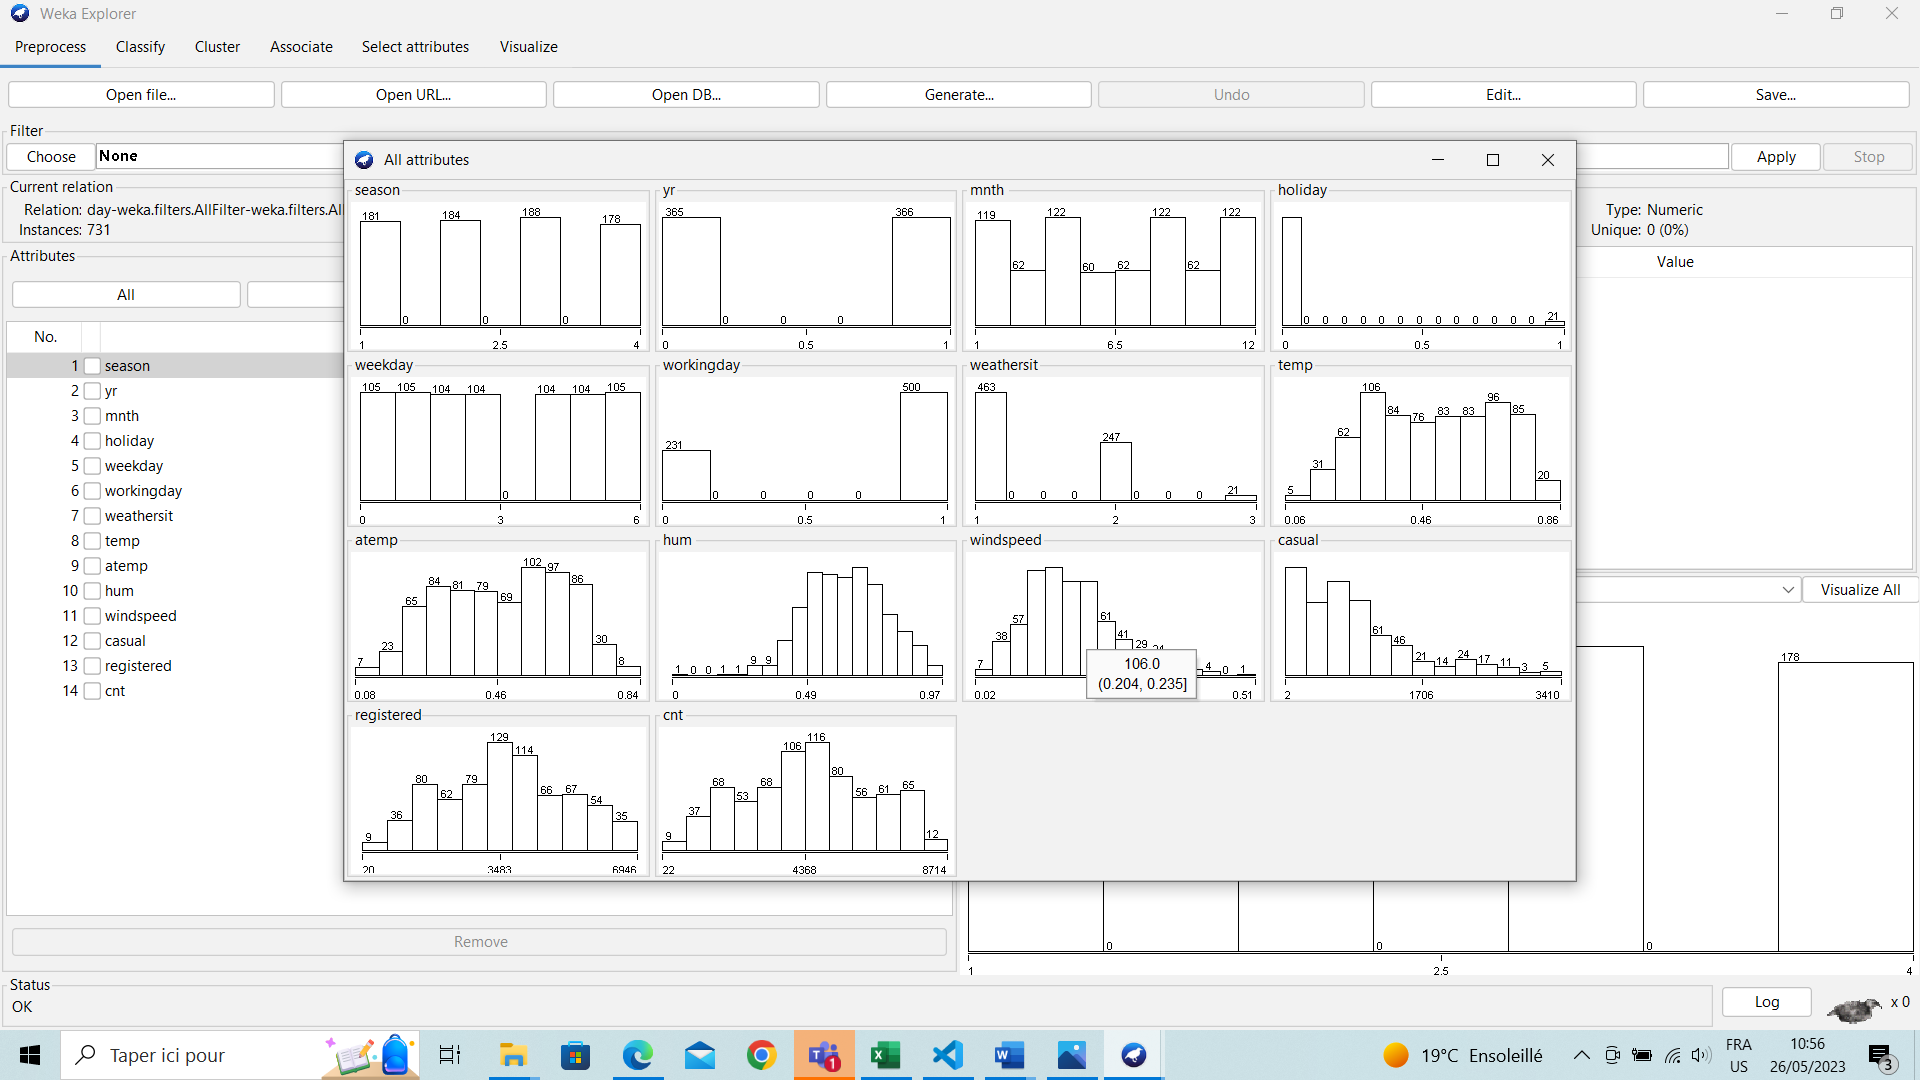 Weka Explorer
Preprocess Classify Cluster Associate Select attributes Visualize
Open file... Open URL... Open DB... Generate... Undo Edit... Save...
Filter
Choose None Apply Stop
Current relation
Relation: day-weka.filters.AllFilter-weka.filters.Al
Instances: 731
Type: Numeric
Unique: 0 (0%)
Attributes
All
Value
No.
1 season
2 yr
3 mnth
4 holiday
5 weekday
6 workingday
7 weathersit
8 temp
9 atemp
10 hum
11 windspeed
12 casual
13 registered
14 cnt
Remove
Visualize All
All attributes
season
181 0 184 0 188 0 178
1 2.5 4
yr
365 0 0 0 366
0 0.5 1
mnth
119 62 122 60 62 122 62 122
1 6.5 12
holiday
0 0 0 0 0 0 0 0 0 0 0 0 0 21
0 0.5 1
weekday
105 105 104 104 0 104 104 105
0 3 6
workingday
231 0 0 0 0 500
0 0.5 1
weathersit
463 0 0 0 247 0 0 0 21
1 2 3
temp
5 31 62 106 84 76 83 83 96 85 20
0.06 0.46 0.86
atemp
7 23 65 84 81 79 69 102 97 86 30 8
0.08 0.46 0.84
hum
1 0 0 1 1 9 9
0 0.49 0.97
windspeed
7 38 57 61 41 29 4 0 1
0.02 0.51
106.0
(0.204, 0.235]
casual
61 46 21 14 24 17 11 3 5
2 1706 3410
registered
9 36 80 62 79 129 114 66 67 54 35
20 3483 6946
cnt
9 37 68 53 68 106 116 80 56 61 65 12
22 4368 8714
178
0 0 0
1 2.5 4
Status
OK
Log x 0
Taper ici pour
1
19°C Ensoleillé
FRA
US
10:56
26/05/2023
3